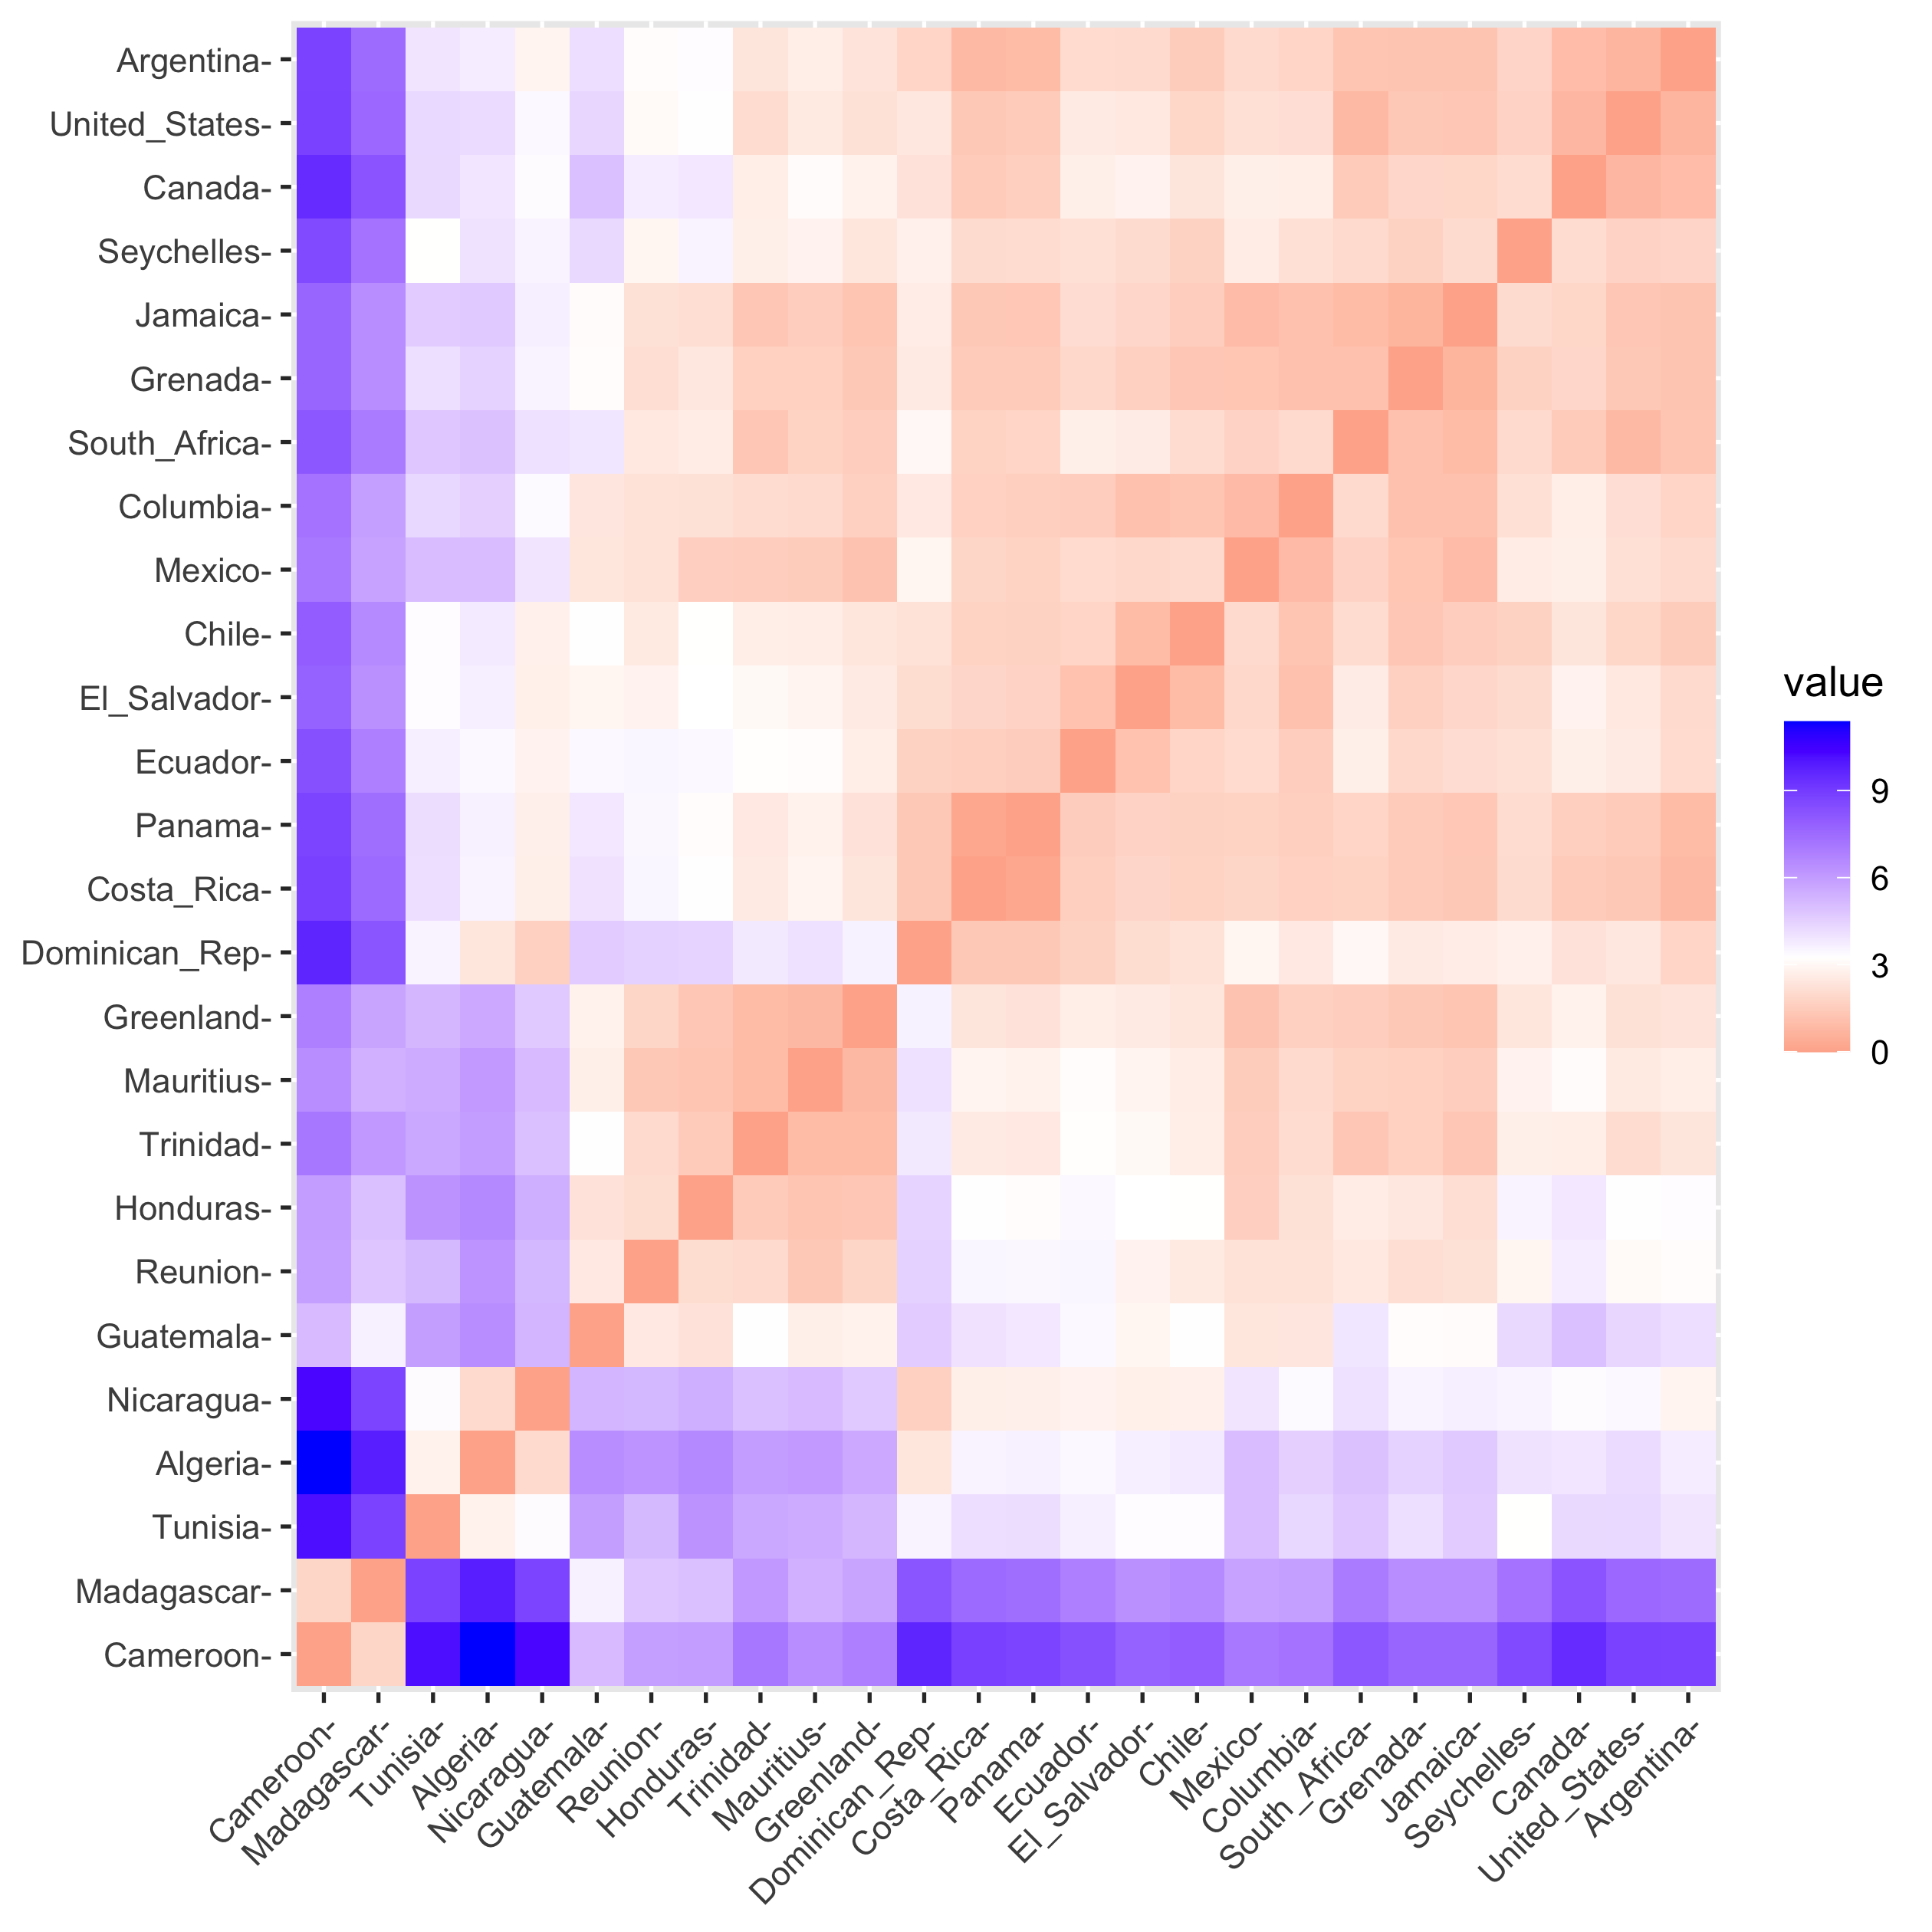 Argentina-
United_States-
Canada-
Seychelles-
Jamaica-
Grenada-
South_Africa-
Columbia-
Mexico-
Chile-
El_Salvador-
Ecuador-
Panama-
Costa_Rica-
Dominican_Rep-
Greenland-
Mauritius-
Trinidad-
Honduras-
Reunion-
Guatemala-
Nicaragua-
Algeria-
Tunisia-
Madagascar-
Cameroon-
Cameroon-
Madagascar-
Tunisia-
Algeria-
Nicaragua-
Guatemala-
Reunion-
Honduras-
Trinidad-
Mauritius-
Greenland-
Dominican_Rep-
Costa_Rica-
Panama-
Ecuador-
El_Salvador-
Chile-
Mexico-
Columbia-
South_Africa-
Grenada-
Jamaica-
Seychelles-
Canada-
United_States-
Argentina-
value
9
6
3
0